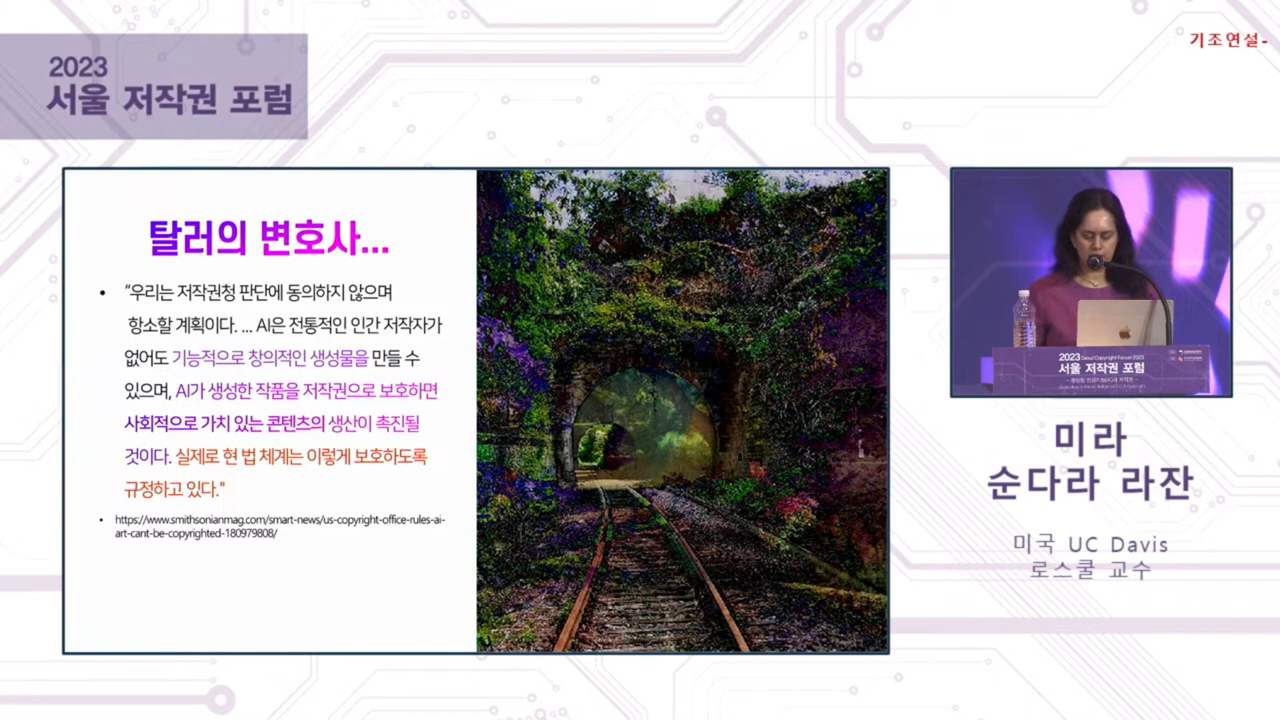 기조연설-
2023
서울 저작권 포럼
탈러의 변호사...
• "우리는 저작권청 판단에 동의하지 않으며
항소할 계획이다. ... AI은 전통적인 인간 저작자가
없어도 기능적으로 창의적인 생성물을 만들 수
있으며, AI가 생성한 작품을 저작권으로 보호하면
사회적으로 가치 있는 콘텐츠의 생산이 촉진될
것이다. 실제로 현 법 체계는 이렇게 보호하도록
규정하고 있다."
• https://www.smithsonianmag.com/smart-news/us-copyright-office-rules-ai-
art-cant-be-copyrighted-180979808/
2023 Seoul Copyright Forum 2023
서울 저작권 포럼
미라
순다라 라잔
미국 UC Davis
로스쿨 교수